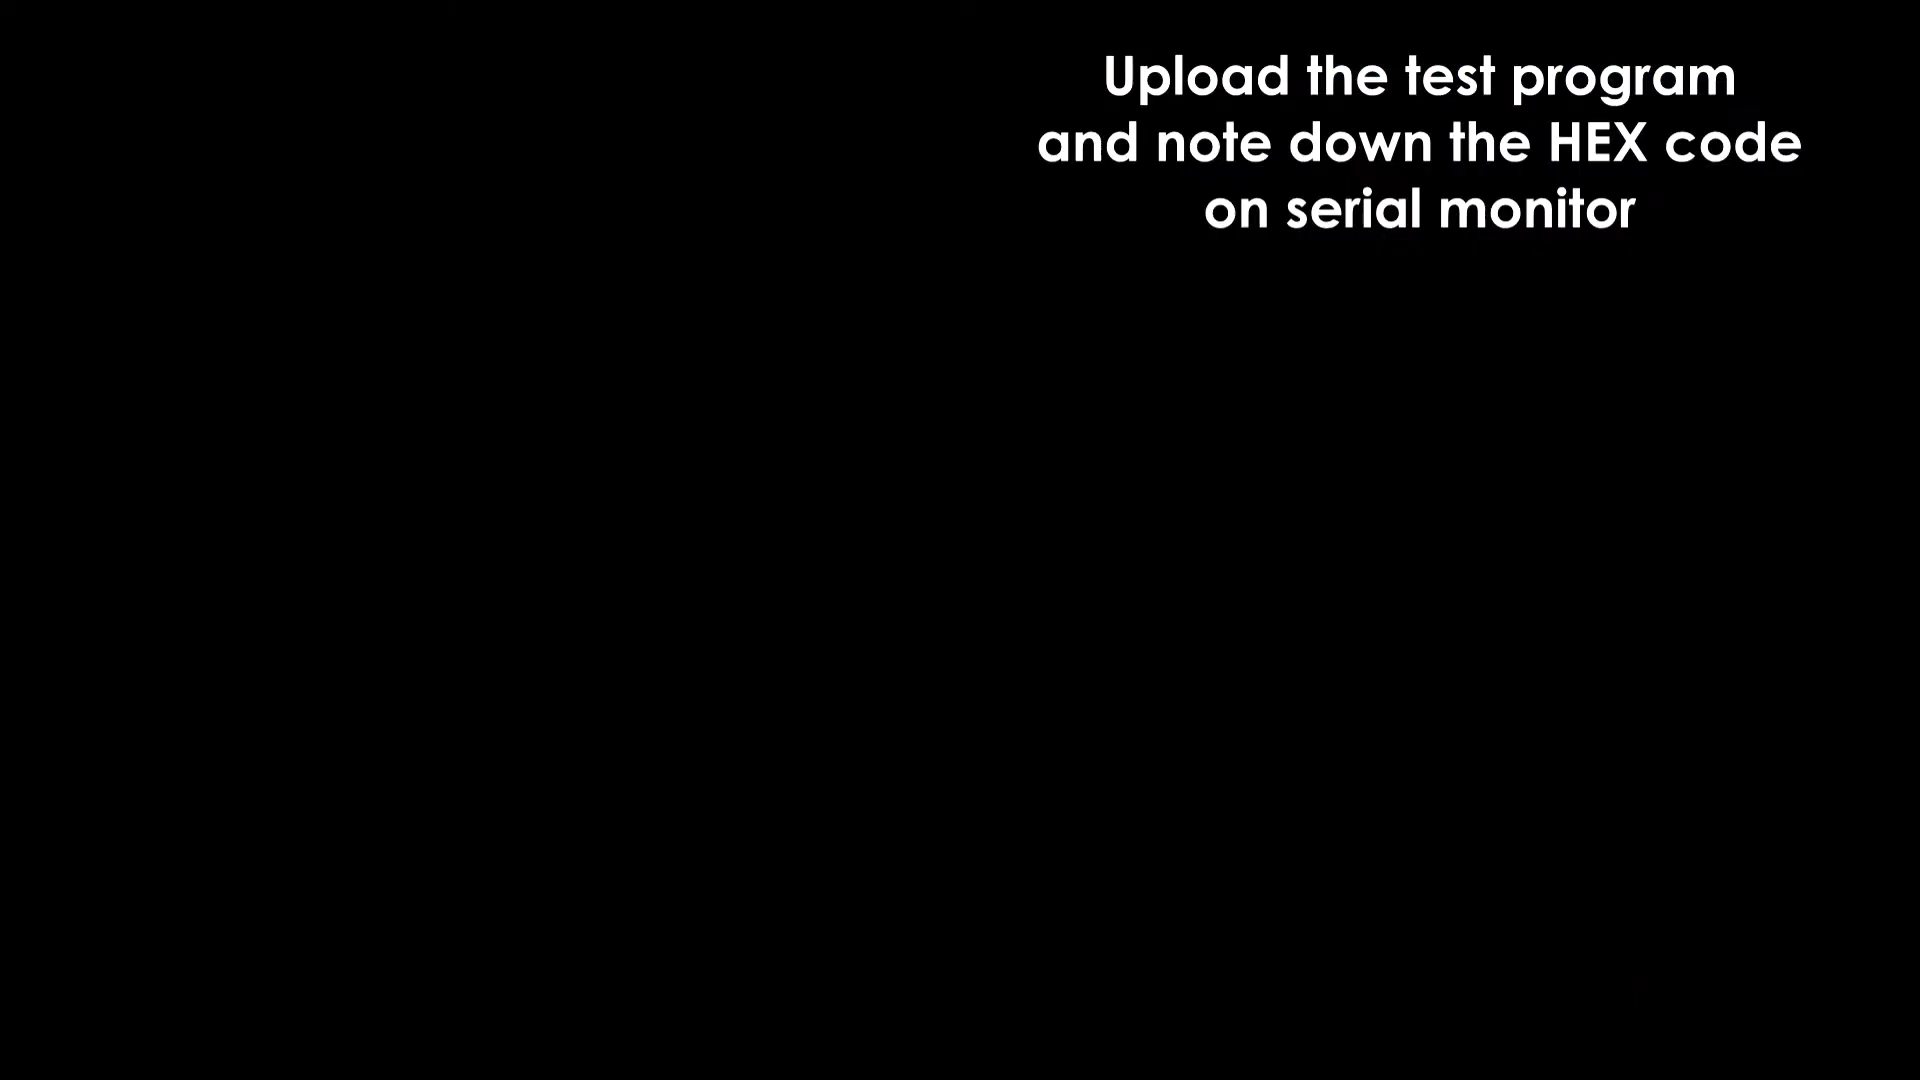 Upload the test program
and note down the HEX code
on serial monitor